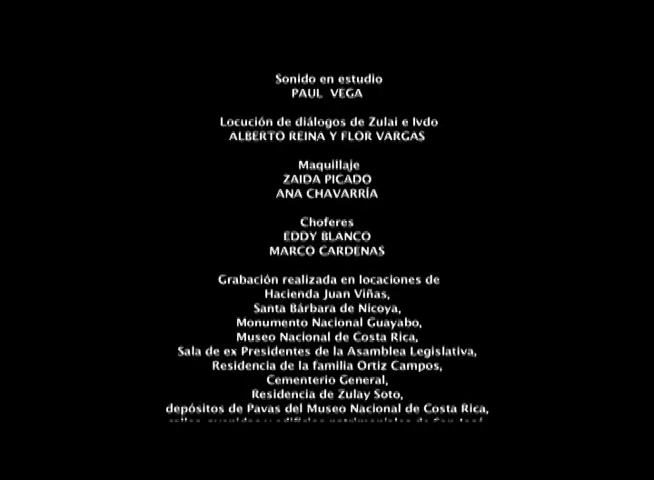 Sonido en estudio
PAUL VEGA
Locución de diálogos de Zulai e Ivdo
ALBERTO REINA Y FLOR VARGAS
Maquillaje
ZAIDA PICADO
ANA CHAVARRÍA
Choferes
EDDY BLANCO
MARCO CARDENAS
Grabación realizada en locaciones de
Hacienda Juan Viñas,
Santa Bárbara de Nicoya,
Monumento Nacional Guayabo,
Museo Nacional de Costa Rica,
Sala de ex Presidentes de la Asamblea Legislativa,
Residencia de la familia Ortiz Campos,
Cementerio General,
Residencia de Zulay Soto,
depósitos de Pavas del Museo Nacional de Costa Rica,